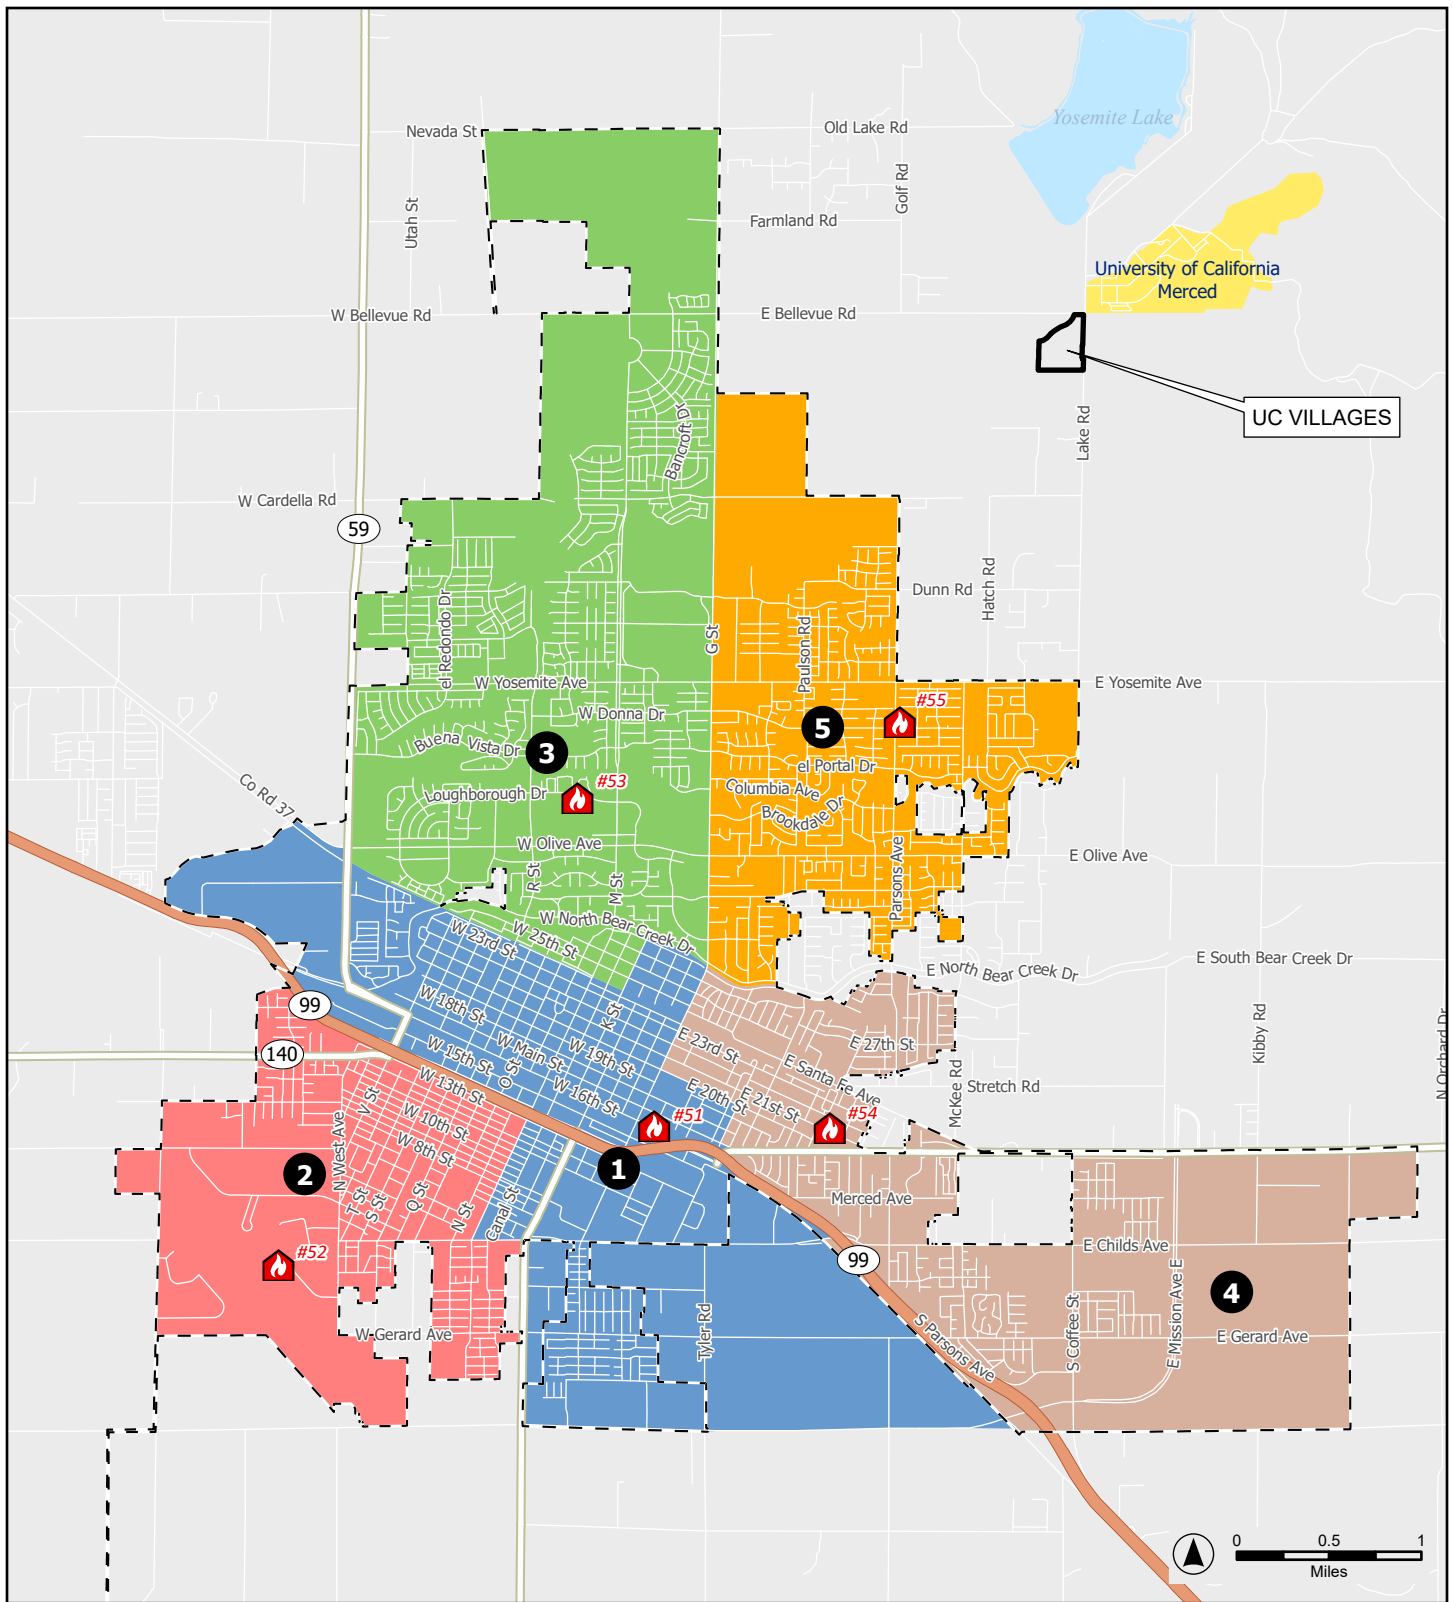 Yosemite Lake
Nevada St
Old Lake Rd
Golf Rd
Utah St
Farmland Rd
University of California
Merced
W Bellevue Rd
E Bellevue Rd
UC VILLAGES
Lake Rd
Bancroft Dr
W Cardella Rd
59
Hatch Rd
Dunn Rd
el Redondo Dr
G St
Paulson Rd
W Yosemite Ave
E Yosemite Ave
#55
W Donna Dr
5
Buena Vista Dr
3
el Portal Dr
#53
Columbia Ave
Co Rd 37
Loughborough Dr
Brookdale Dr
W Olive Ave
E Olive Ave
R St
M St
Parsons Ave
W North Bear Creek Dr
W 23rd St
W 25th St
E South Bear Creek Dr
E North Bear Creek Dr
99
W 18th St
K St
Kibby Rd
N Orchard Dr
140
W 15th St
W Main St
W 19th St
E 23rd St
E 27th St
E Santa Fe Ave
O St
McKee Rd
Stretch Rd
W 13th St
W 16th St
E 20th St
E 21st St
V St
W 10th St
#51
#54
N West Ave
W 8th St
1
2
T St
S St
Q St
N St
Canal St
Merced Ave
#52
99
E Childs Ave
4
E Mission Ave E
W Gerard Ave
Tyler Rd
S Parsons Ave
S Coffee St
E Gerard Ave
0 0.5 1
Miles